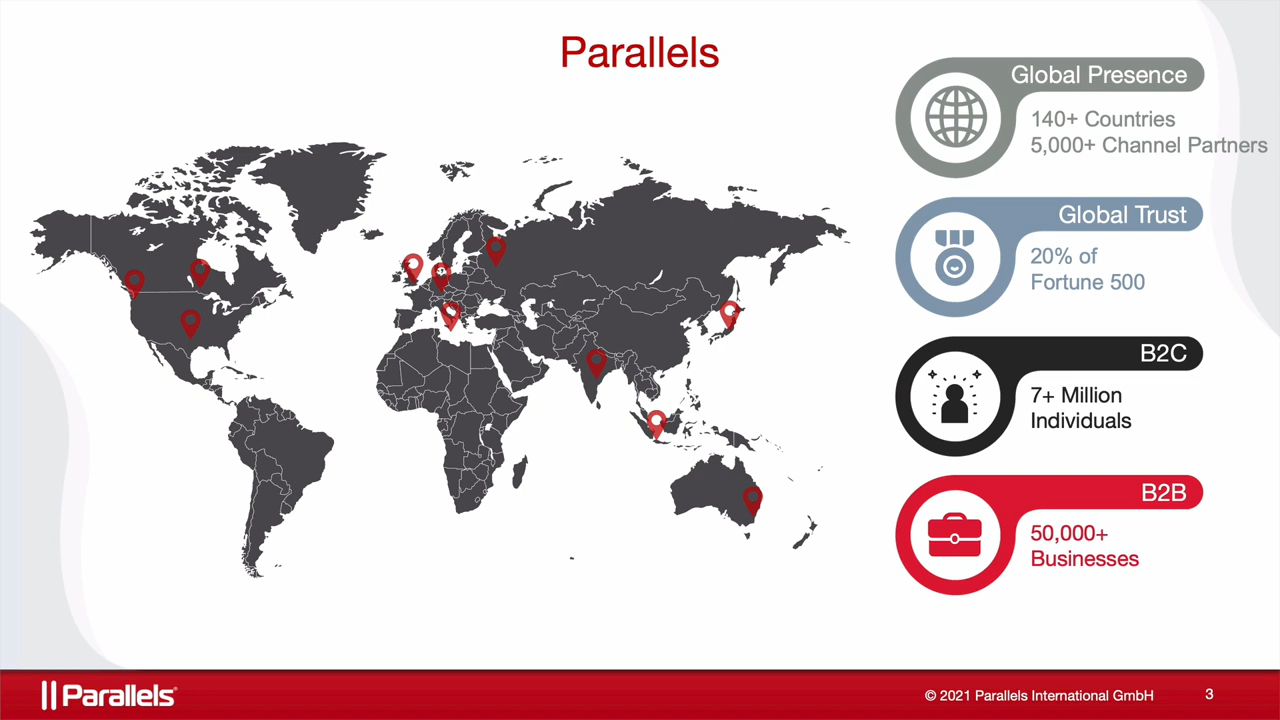 Parallels
Global Presence
140+ Countries
5,000+ Channel Partners
Global Trust
20% of
Fortune 500
B2C
7+ Million
Individuals
B2B
50,000+
Businesses
Parallels®
© 2021 Parallels International GmbH
3